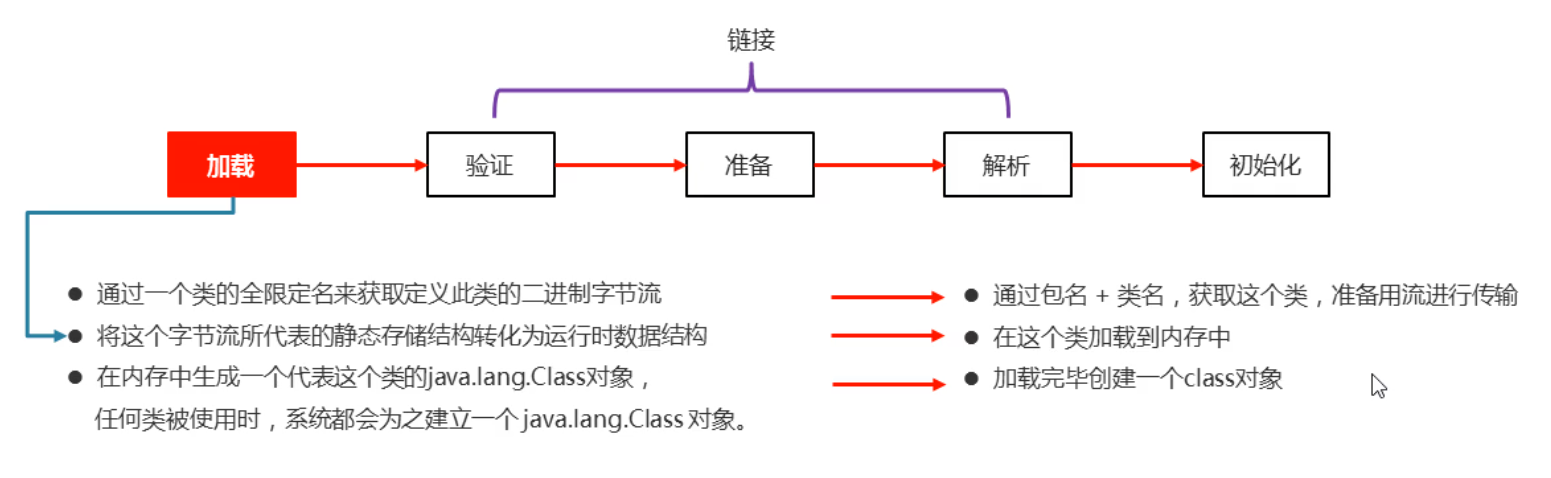 链接
加载
验证
准备
解析
初始化
● 通过一个类的全限定名来获取定义此类的二进制字节流
● 通过包名 + 类名，获取这个类，准备用流进行传输
● 将这个字节流所代表的静态存储结构转化为运行时数据结构
● 在这个类加载到内存中
● 在内存中生成一个代表这个类的java.lang.Class对象，
● 加载完毕创建一个class对象
任何类被使用时，系统都会为之建立一个 java.lang.Class 对象。